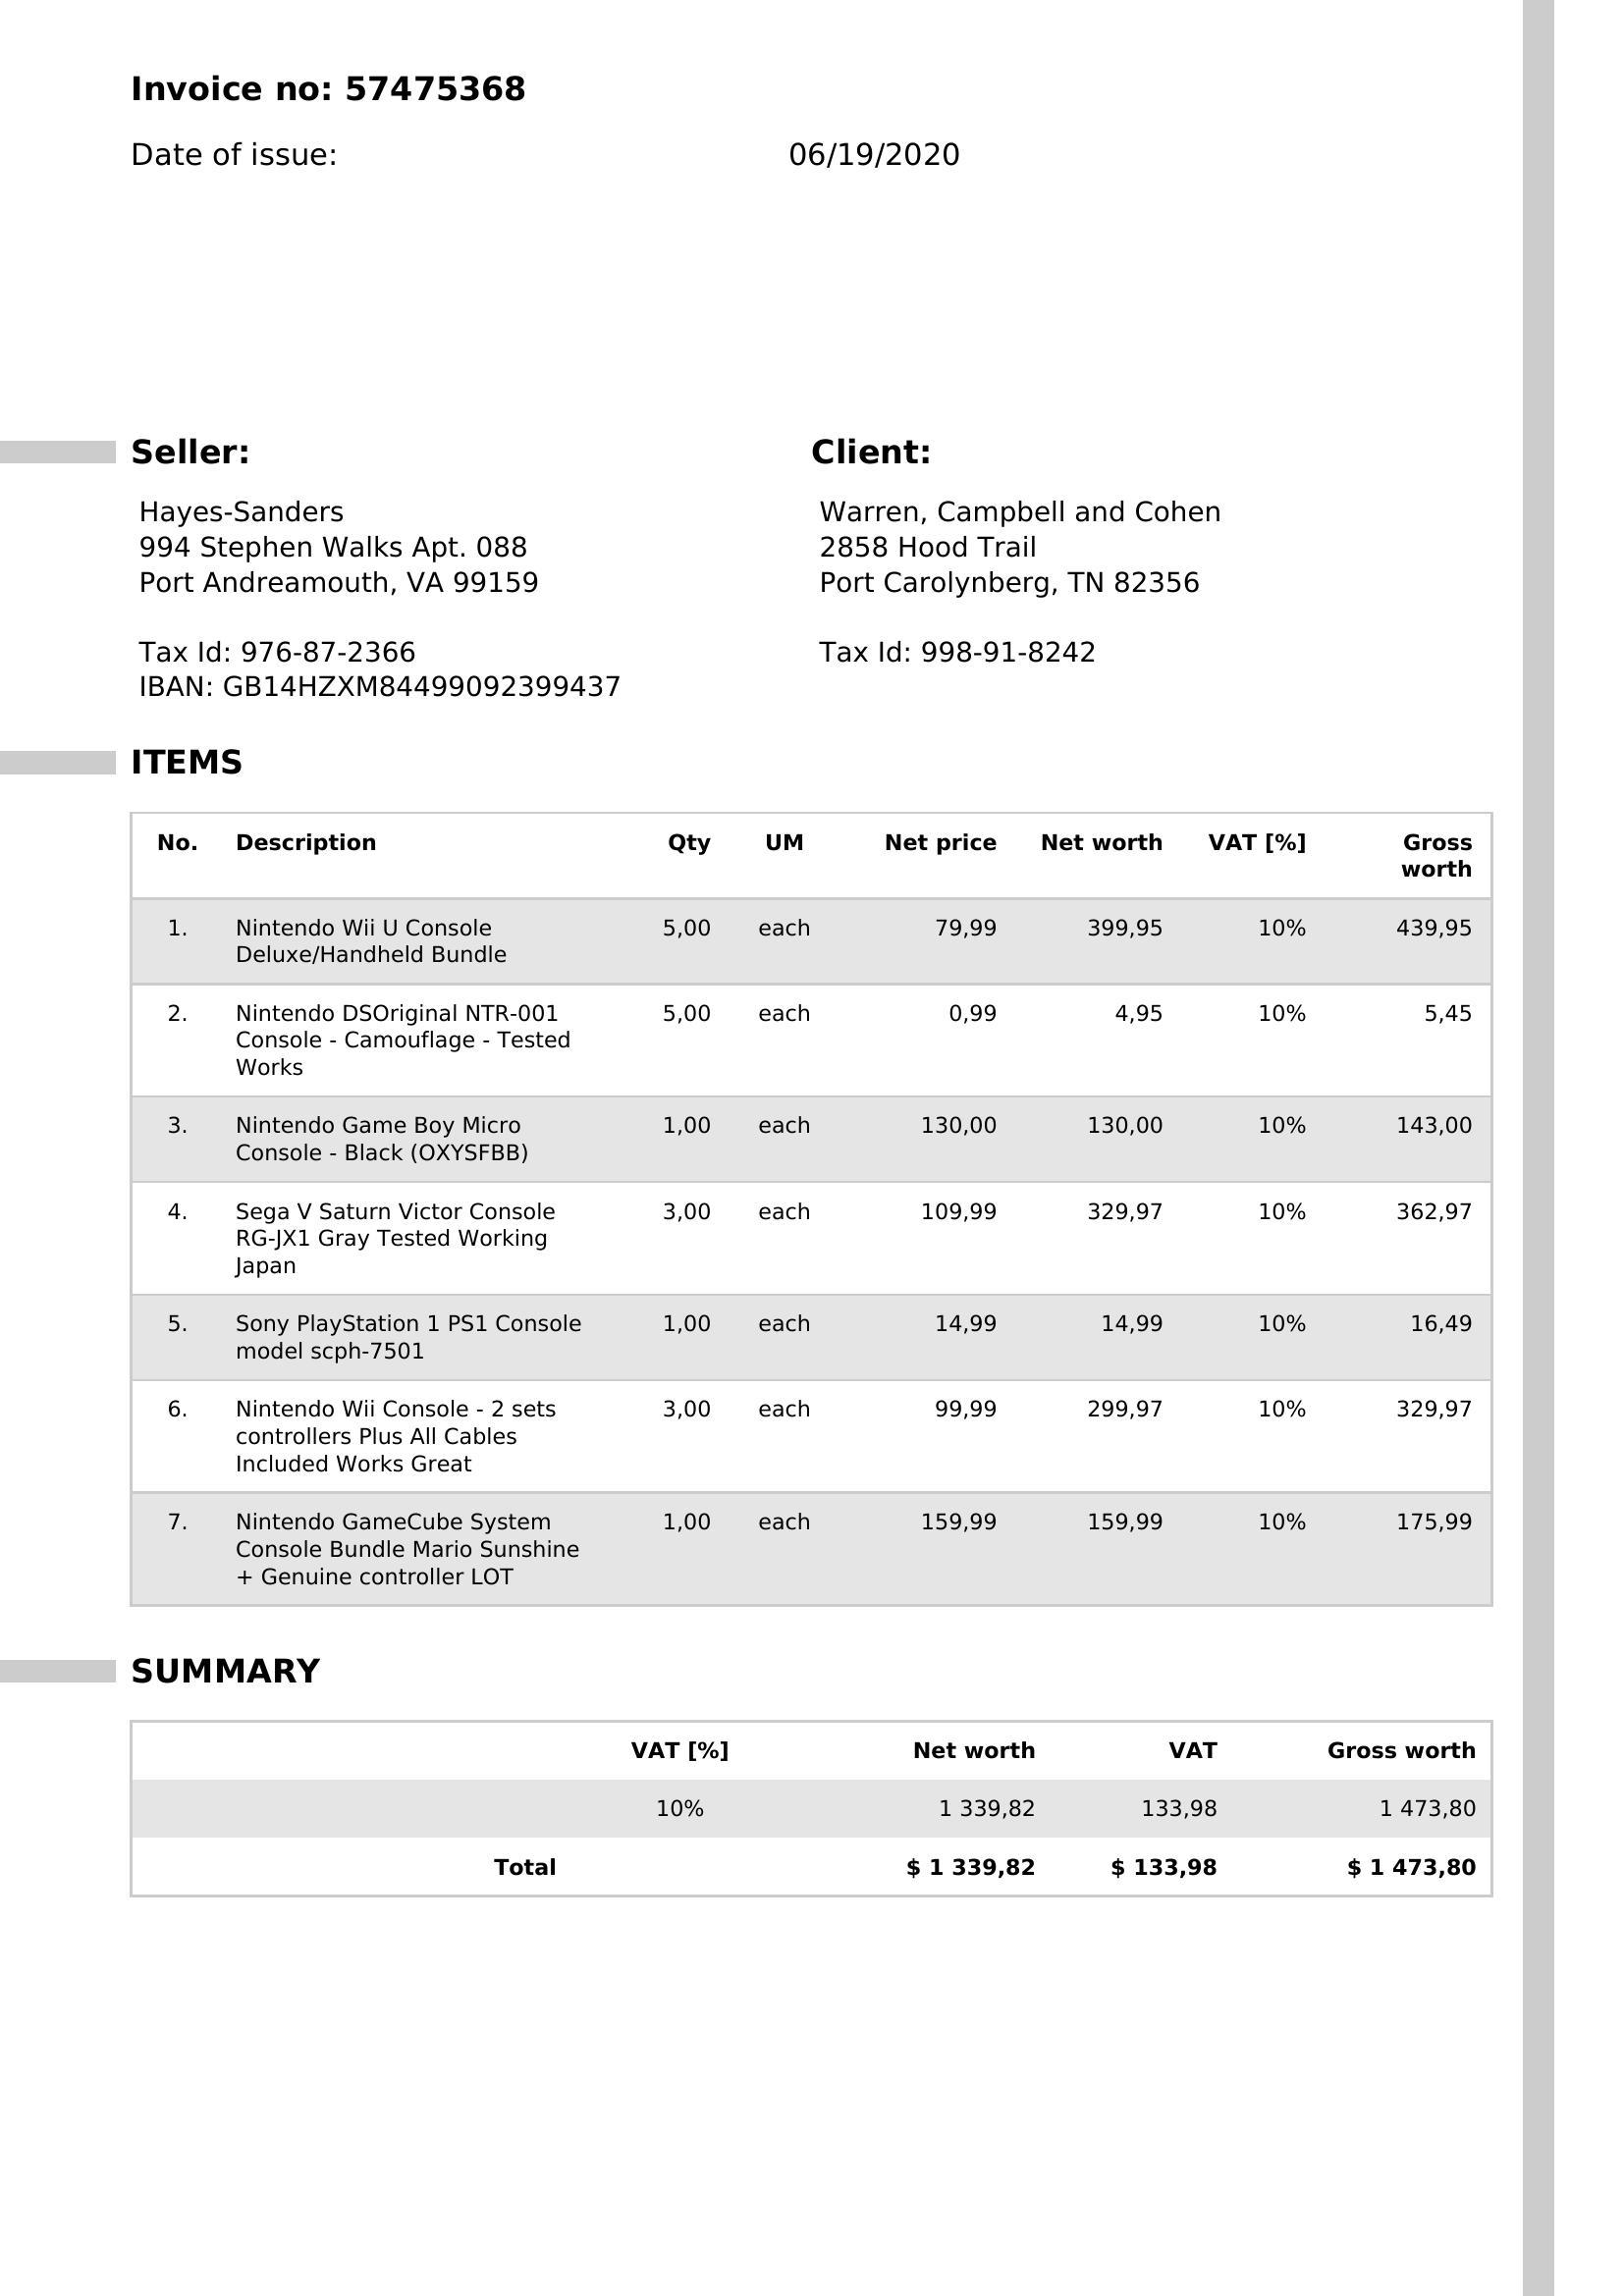 Invoice no: 57475368
Date of issue: 06/19/2020
Seller: Client:
Hayes-Sanders Warren, Campbell and Cohen
994 Stephen Walks Apt. 088 2858 Hood Trail
Port Andreamouth, VA 99159 Port Carolynberg, TN 82356
Tax Id: 976-87-2366 Tax Id: 998-91-8242
IBAN: GB14HZXM84499092399437
ITEMS
No. Description Qty UM Net price Net worth VAT [%] Gross
worth
1. Nintendo Wii U Console 5,00 each 79,99 399,95 10% 439,95
Deluxe/Handheld Bundle
2. Nintendo DSOriginal NTR-001 5,00 each 0,99 4,95 10% 5,45
Console - Camouflage - Tested
Works
3. Nintendo Game Boy Micro 1,00 each 130,00 130,00 10% 143,00
Console - Black (OXYSFBB)
4. Sega V Saturn Victor Console 3,00 each 109,99 329,97 10% 362,97
RG-JX1 Gray Tested Working
Japan
5. Sony PlayStation 1 PS1 Console 1,00 each 14,99 14,99 10% 16,49
model scph-7501
6. Nintendo Wii Console - 2 sets 3,00 each 99,99 299,97 10% 329,97
controllers Plus All Cables
Included Works Great
7. Nintendo GameCube System 1,00 each 159,99 159,99 10% 175,99
Console Bundle Mario Sunshine
+ Genuine controller LOT
SUMMARY
VAT [%] Net worth VAT Gross worth
10% 1 339,82 133,98 1 473,80
Total $ 1 339,82 $ 133,98 $ 1 473,80